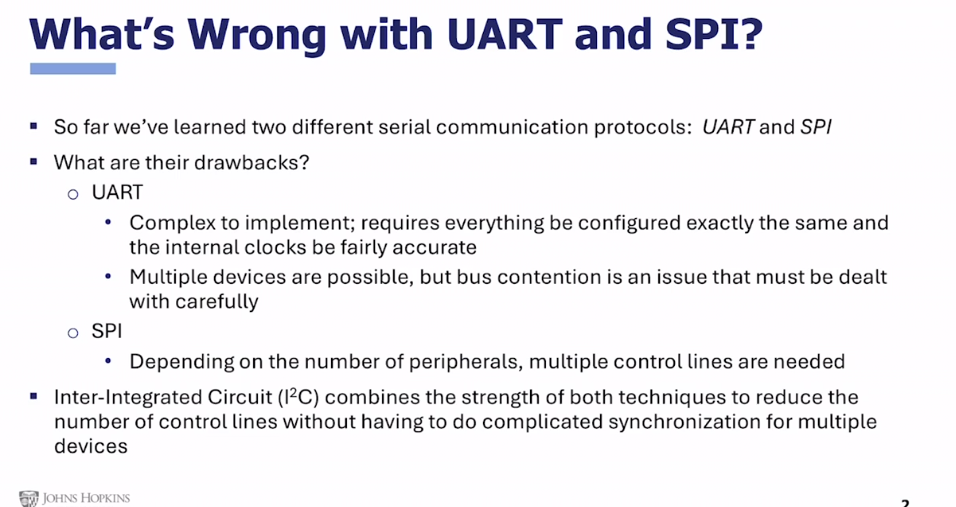 What's Wrong with UART and SPI?
▪ So far we've learned two different serial communication protocols: UART and SPI
▪ What are their drawbacks?
○ UART
• Complex to implement; requires everything be configured exactly the same and
the internal clocks be fairly accurate
• Multiple devices are possible, but bus contention is an issue that must be dealt
with carefully
○ SPI
• Depending on the number of peripherals, multiple control lines are needed
▪ Inter-Integrated Circuit (I²C) combines the strength of both techniques to reduce the
number of control lines without having to do complicated synchronization for multiple
devices
JOHNS HOPKINS
2